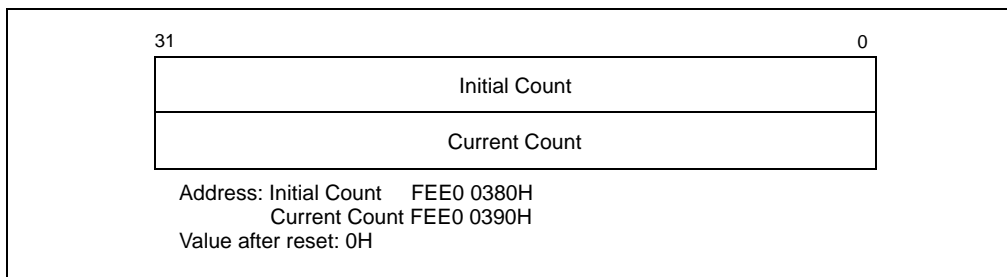 31 0
Initial Count
Current Count
Address: Initial Count FEE0 0380H
Current Count FEE0 0390H
Value after reset: 0H